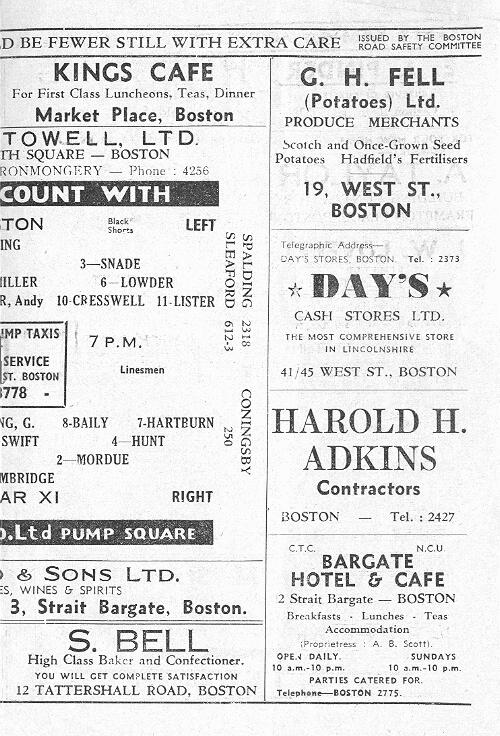 D BE FEWER STILL WITH EXTRA CARE
ISSUED BY THE BOSTON
ROAD SAFETY COMMITTEE
KINGS CAFE
For First Class Luncheons, Teas, Dinner
Market Place, Boston
TOWELL, LTD.
TH SQUARE — BOSTON
RONMONGERY — Phone : 4256
COUNT WITH
STON
Black
Shorts
LEFT
ING
3—SNADE
ILLER 6—LOWDER
R, Andy 10-CRESSWELL 11-LISTER
UMP TAXIS
SERVICE
ST. BOSTON
3778 -
7 P.M.
Linesmen
NG, G. 8-BAILY 7-HARTBURN
SWIFT 4—HUNT
2—MORDUE
MBRIDGE
AR XI RIGHT
SPALDING 2318
SLEAFORD 612-3
CONINGSBY
250
o.Ltd PUMP SQUARE
& SONS LTD.
ES, WINES & SPIRITS
3, Strait Bargate, Boston.
S. BELL
High Class Baker and Confectioner.
YOU WILL GET COMPLETE SATISFACTION
12 TATTERSHALL ROAD, BOSTON
G. H. FELL
(Potatoes) Ltd.
PRODUCE MERCHANTS
Scotch and Once-Grown Seed
Potatoes Hadfield's Fertilisers
19, WEST ST.,
BOSTON
Telegraphic Address—
DAY'S STORES, BOSTON. Tel. : 2373
☆ DAY'S ★
CASH STORES LTD.
THE MOST COMPREHENSIVE STORE
IN LINCOLNSHIRE
41/45 WEST ST., BOSTON
HAROLD H.
ADKINS
Contractors
BOSTON — Tel. : 2427
C.T.C. N.C.U.
BARGATE
HOTEL & CAFE
2 Strait Bargate — BOSTON
Breakfasts - Lunches - Teas
Accommodation
(Proprietress : A. B. Scott).
OPEN DAILY. SUNDAYS
10 a.m.-10 p.m. 10 a.m.-10 p.m.
PARTIES CATERED FOR.
Telephone—BOSTON 2775.